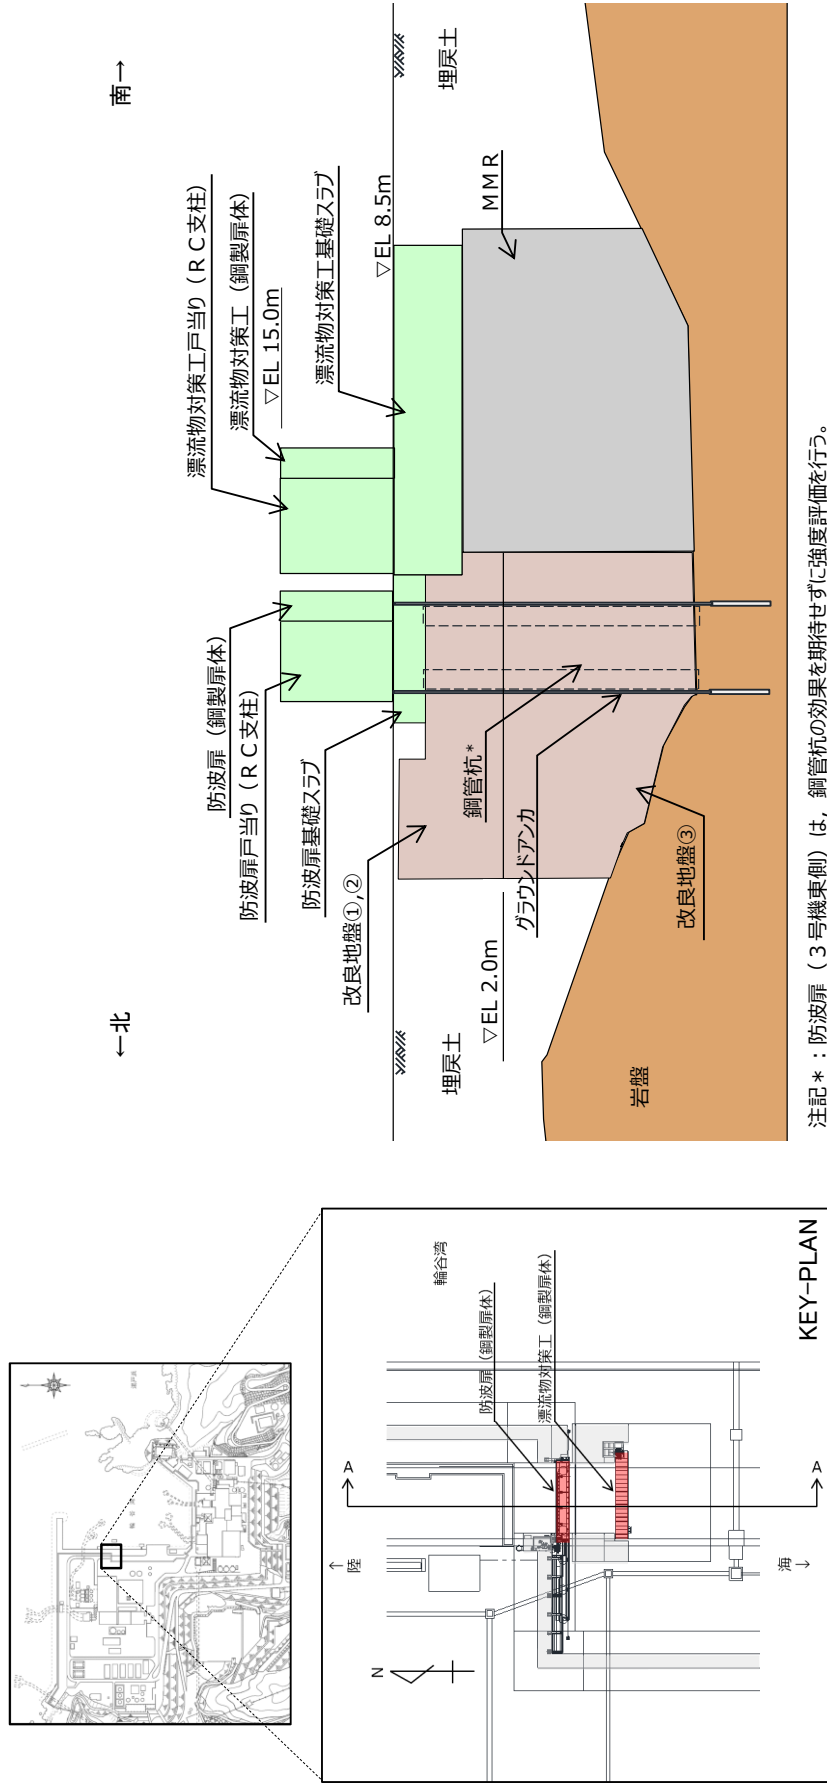 ←北
南→
漂流物対策工戸当り（ＲＣ支柱）
漂流物対策工（鋼製扉体）
▽EL 15.0m
防波扉（鋼製扉体）
防波扉戸当り（ＲＣ支柱）
漂流物対策工基礎スラブ
▽EL 8.5m
防波扉基礎スラブ
改良地盤①,②
埋戻土
埋戻土
MMR
鋼管杭*
▽EL 2.0m
グラウンドアンカ
改良地盤③
岩盤
注記*：防波扉（３号機東側）は，鋼管杭の効果を期待せずに強度評価を行う。
輪谷湾
防波扉（鋼製扉体）
漂流物対策工（鋼製扉体）
A
A
↑陸
海↓
N
KEY-PLAN